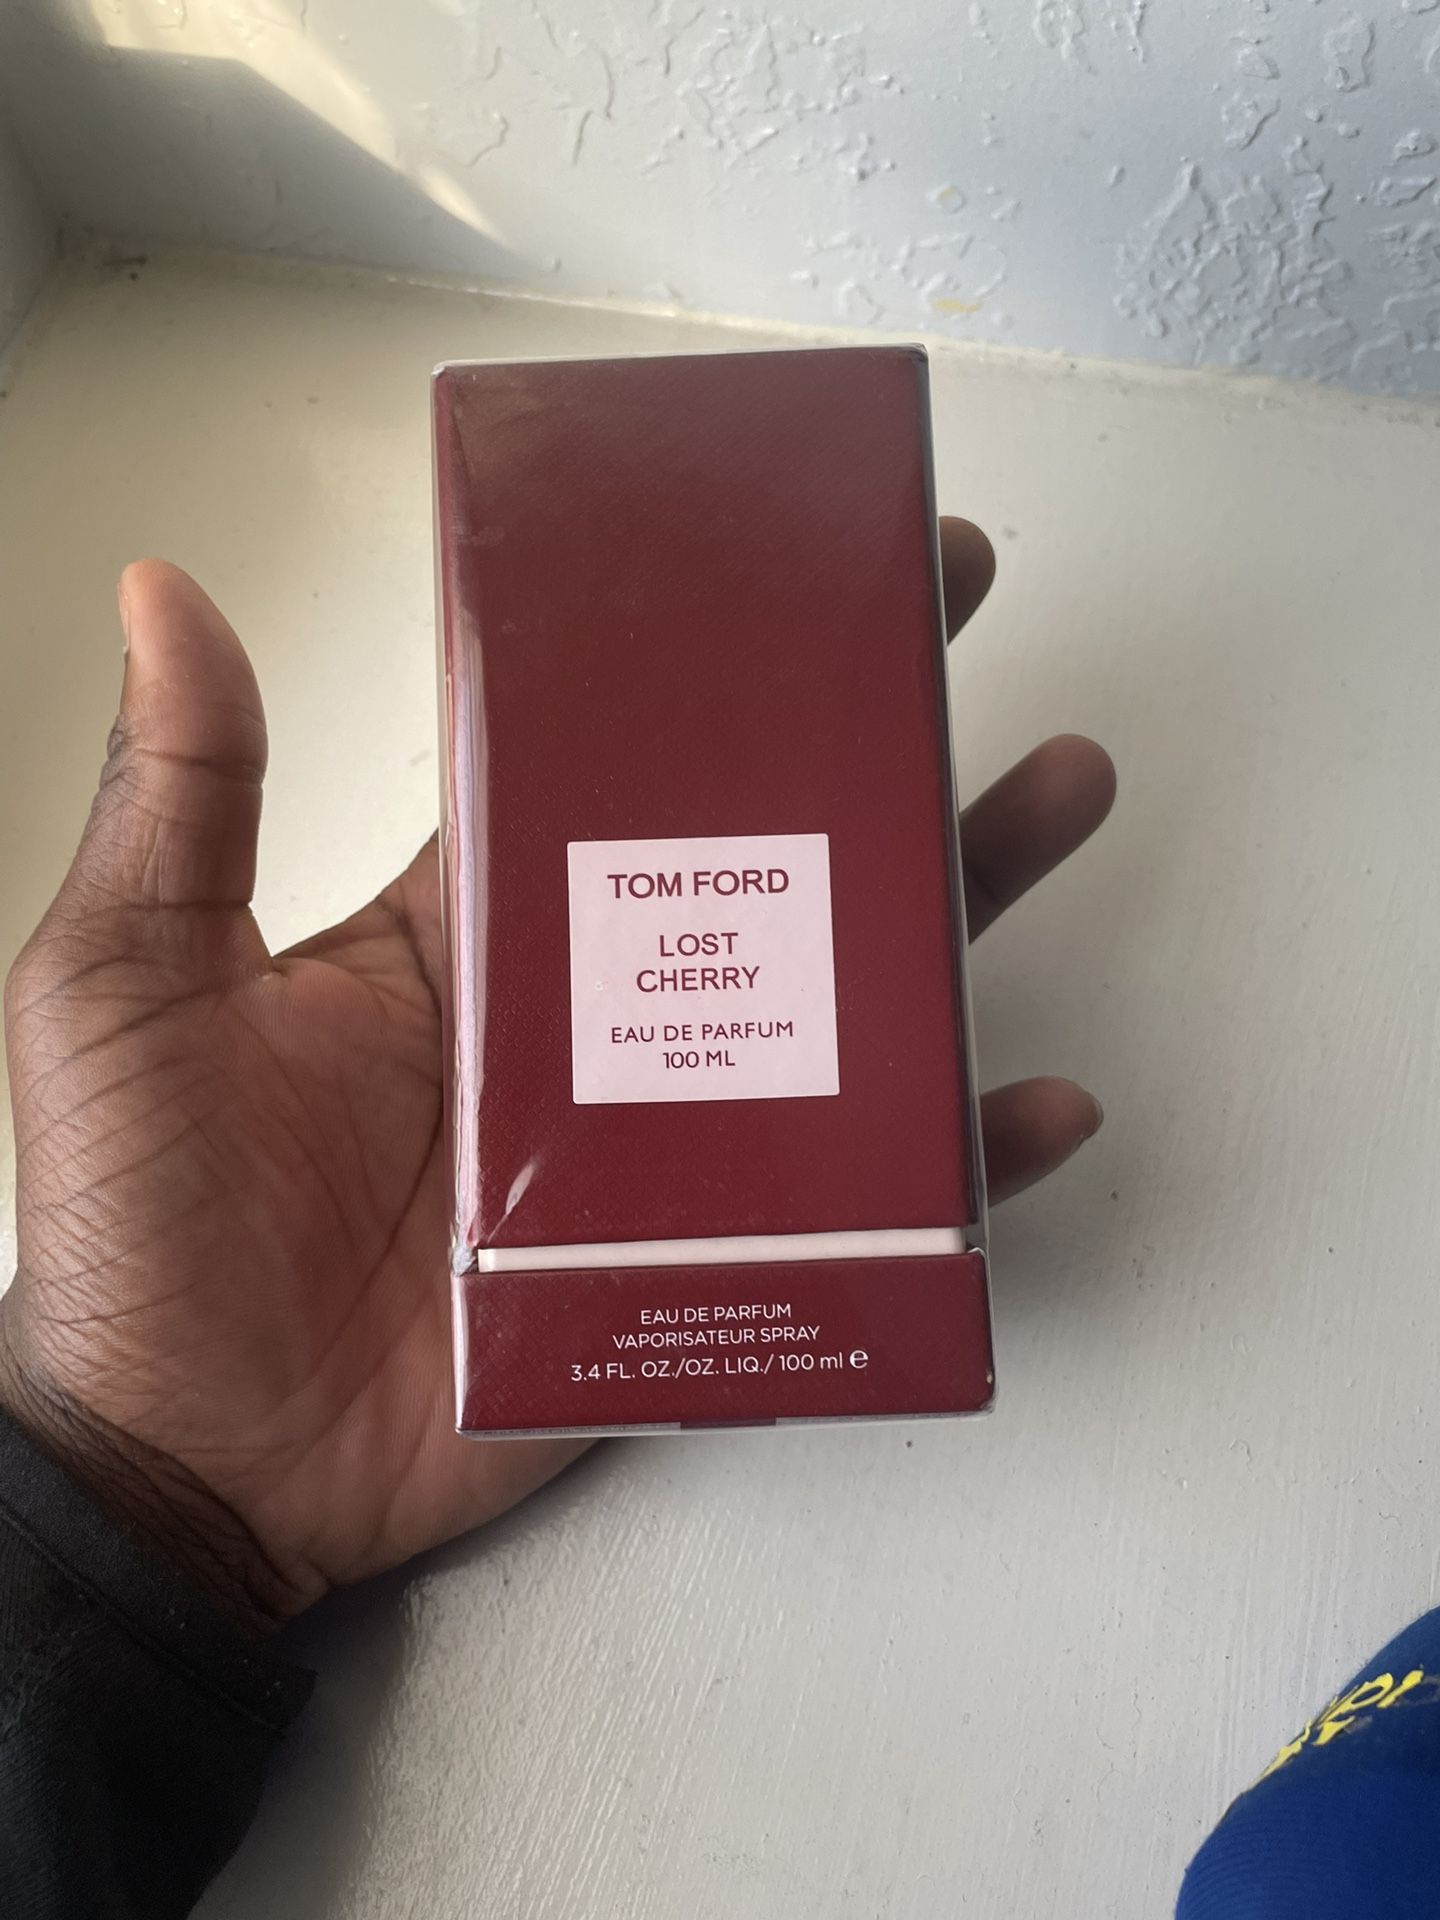 TOM FORD
LOST
CHERRY
EAU DE PARFUM
100 ML
EAU DE PARFUM
VAPORISATEUR SPRAY
3.4 FL. OZ./OZ. LIQ./ 100 ml e